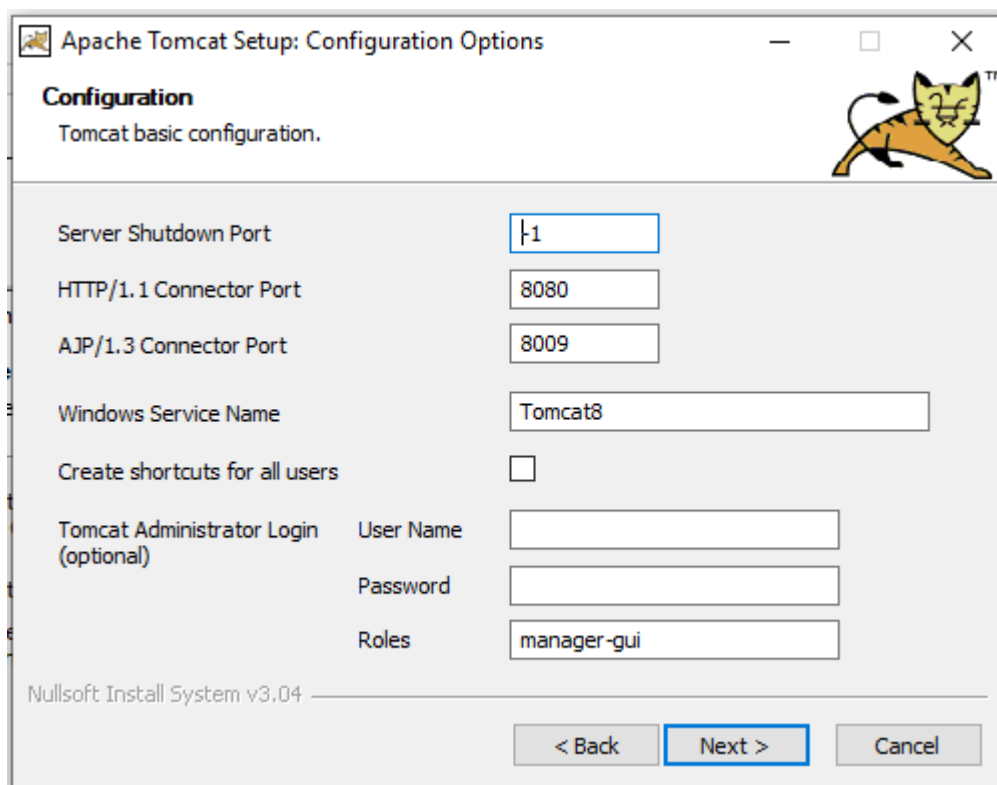 Apache Tomcat Setup: Configuration Options
Configuration
Tomcat basic configuration.
TM
Server Shutdown Port -1
HTTP/1.1 Connector Port 8080
AJP/1.3 Connector Port 8009
Windows Service Name Tomcat8
Create shortcuts for all users
Tomcat Administrator Login User Name
(optional)
Password
Roles manager-gui
Nullsoft Install System v3.04
< Back Next > Cancel